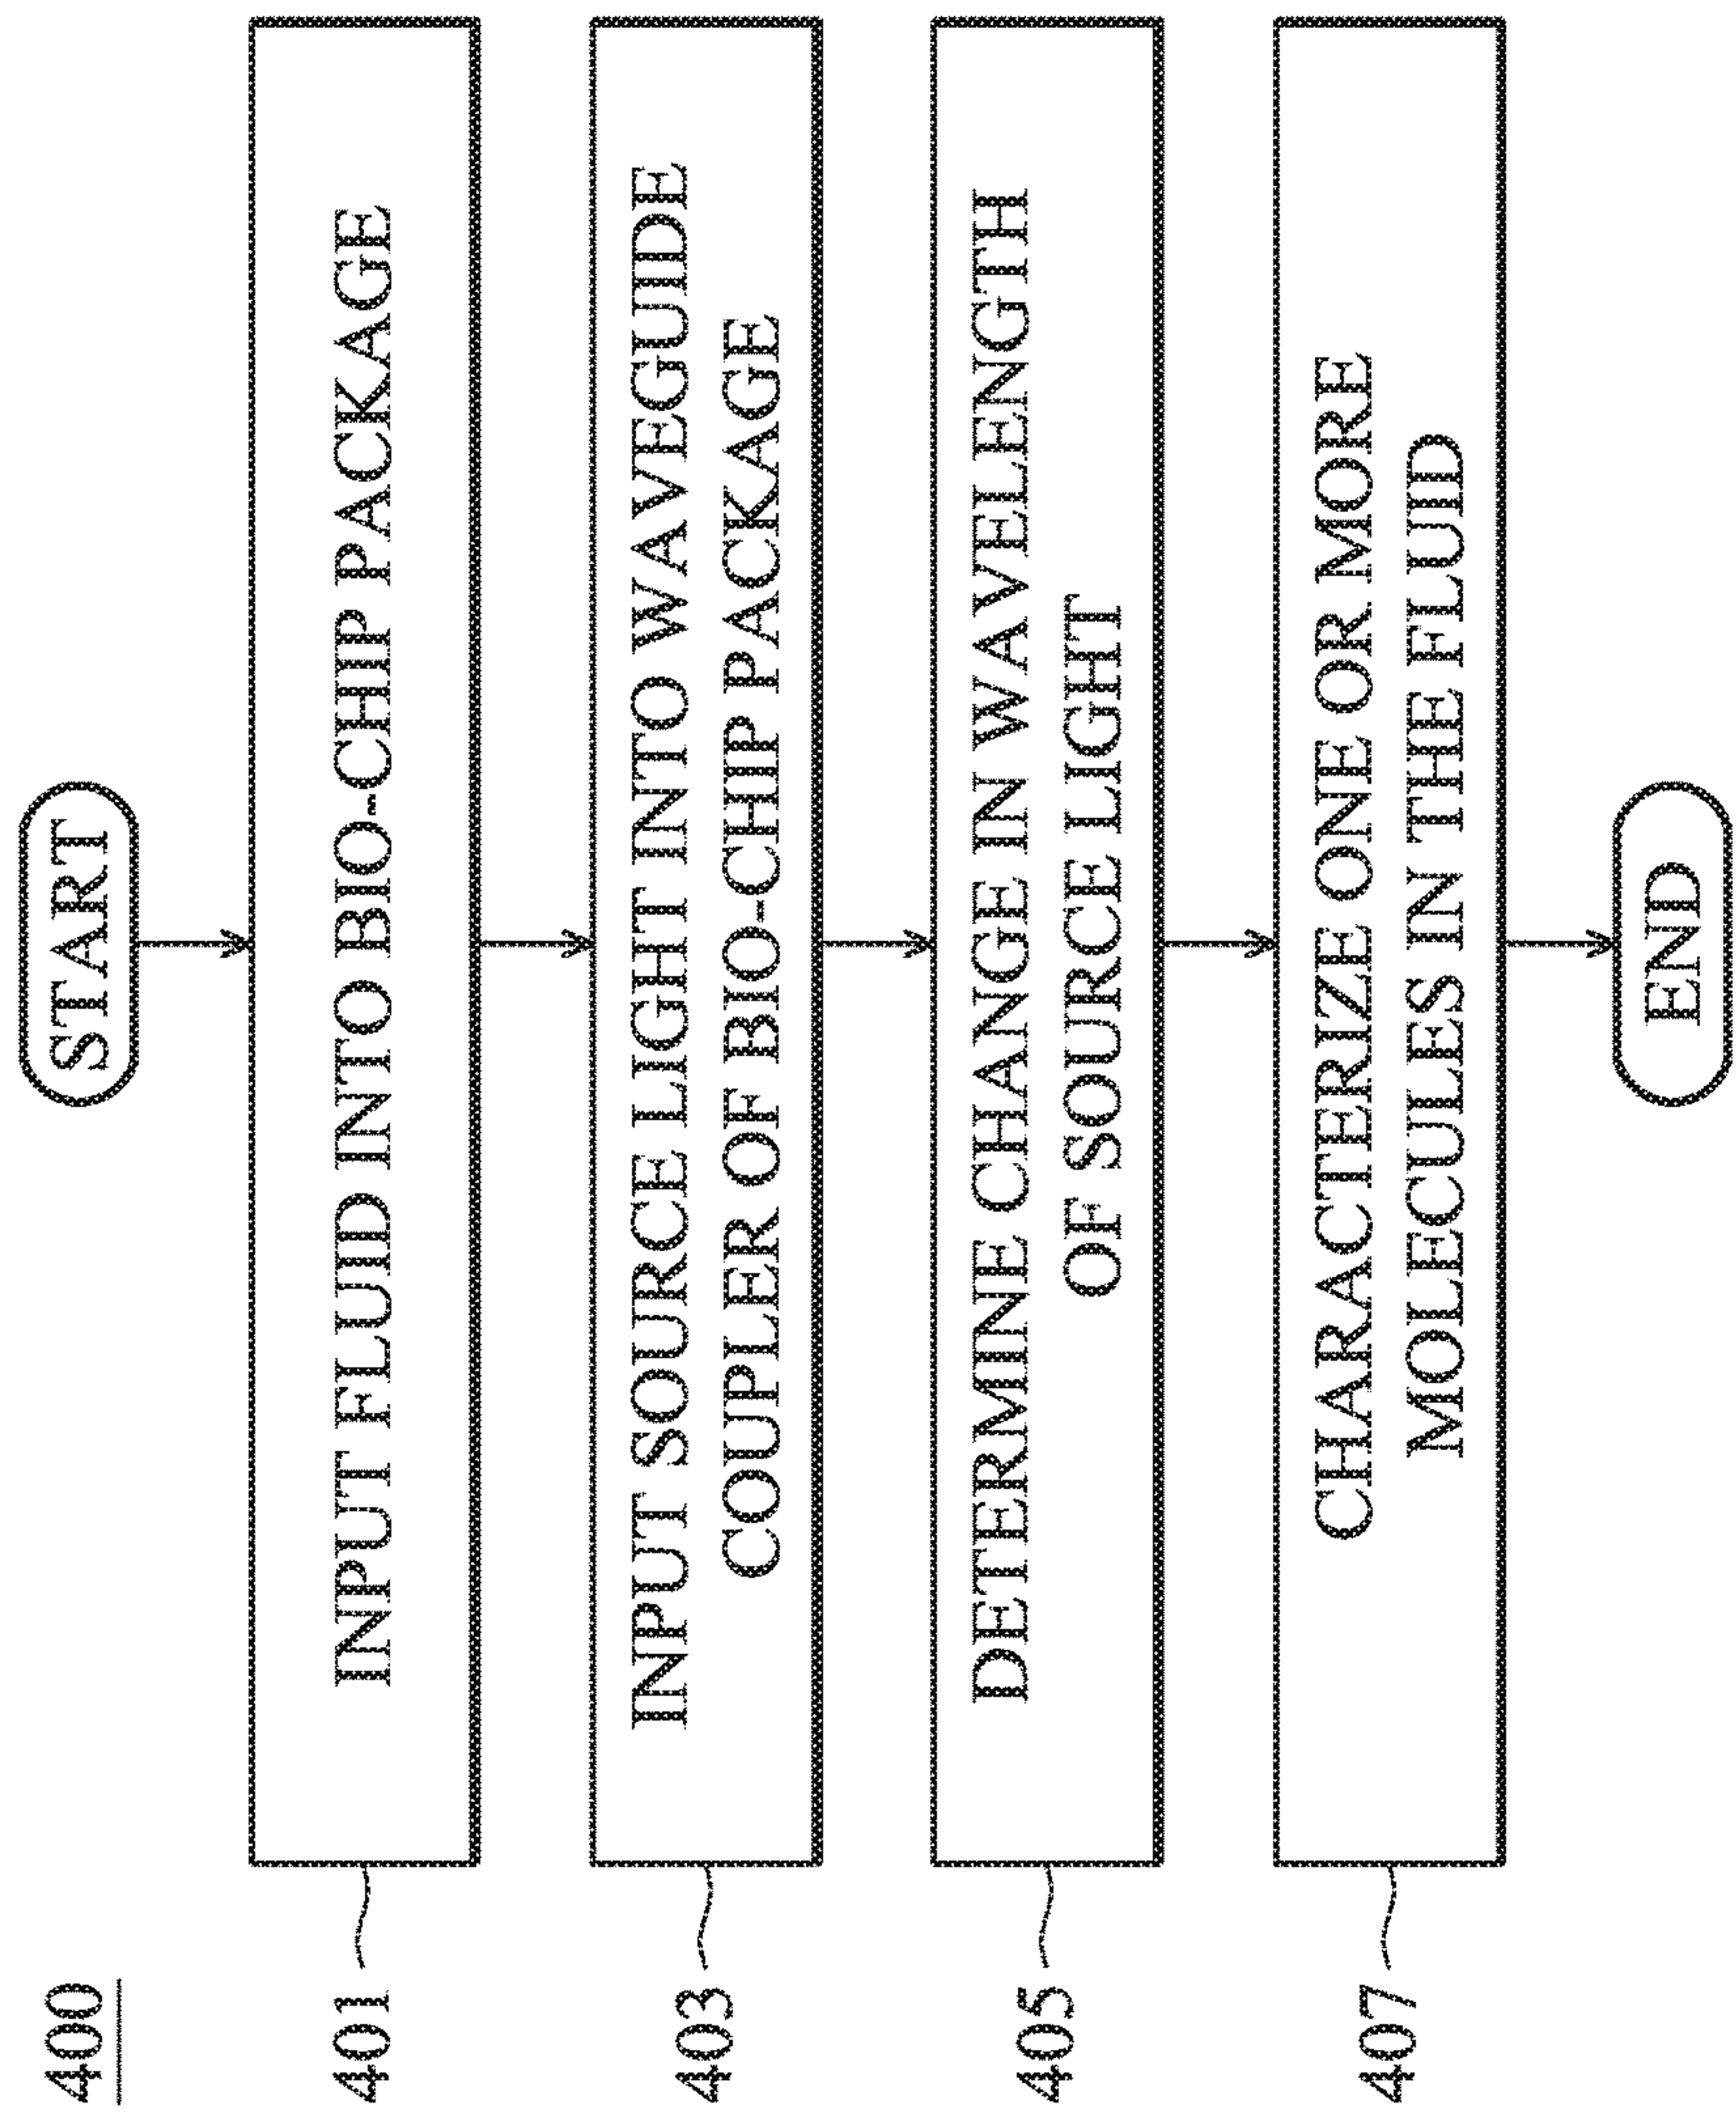 400
START
401
INPUT FLUID INTO BIO-CHIP PACKAGE
403
INPUT SOURCE LIGHT INTO WAVEGUIDE
COUPLER OF BIO-CHIP PACKAGE
405
DETERMINE CHANGE IN WAVELENGTH
OF SOURCE LIGHT
407
CHARACTERIZE ONE OR MORE
MOLECULES IN THE FLUID
END